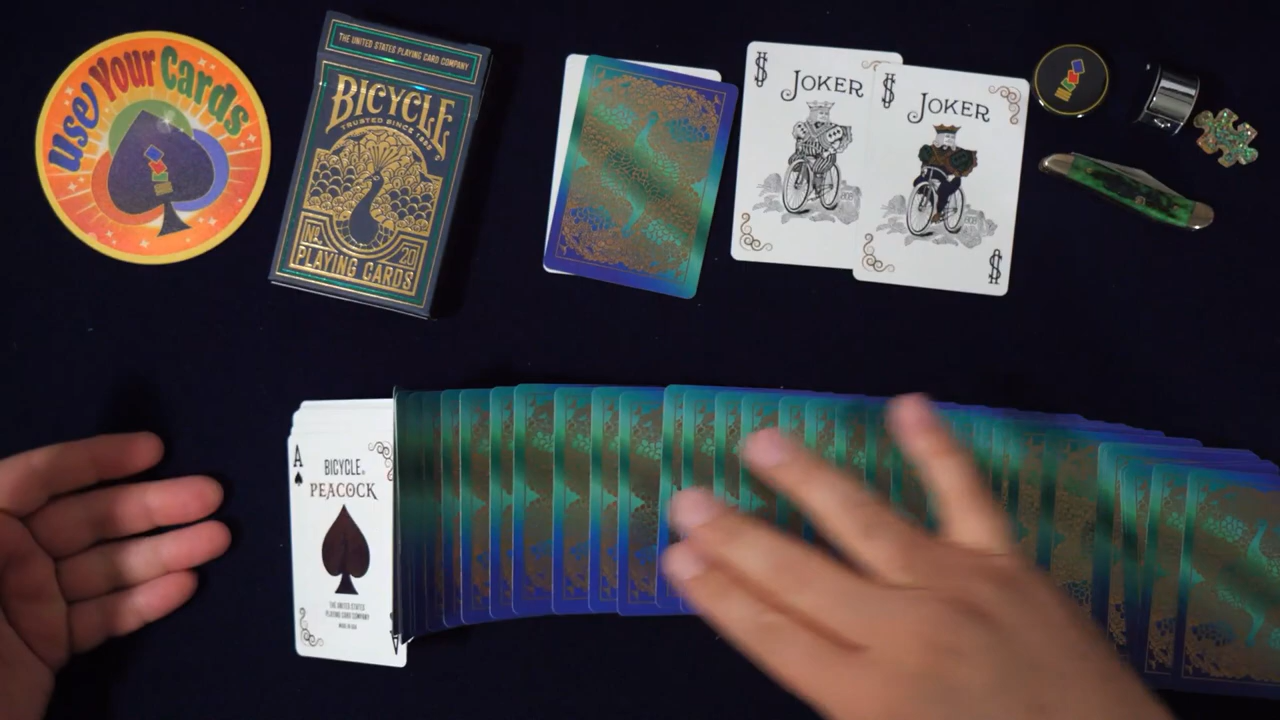 Use Your Cards
THE UNITED STATES PLAYING CARD COMPANY
BICYCLE
TRUSTED SINCE 1885
No. 20
PLAYING CARDS
$
JOKER
$
JOKER
$
A
BICYCLE®
PEACOCK
THE UNITED STATES
PLAYING CARD COMPANY
MADE IN USA
A